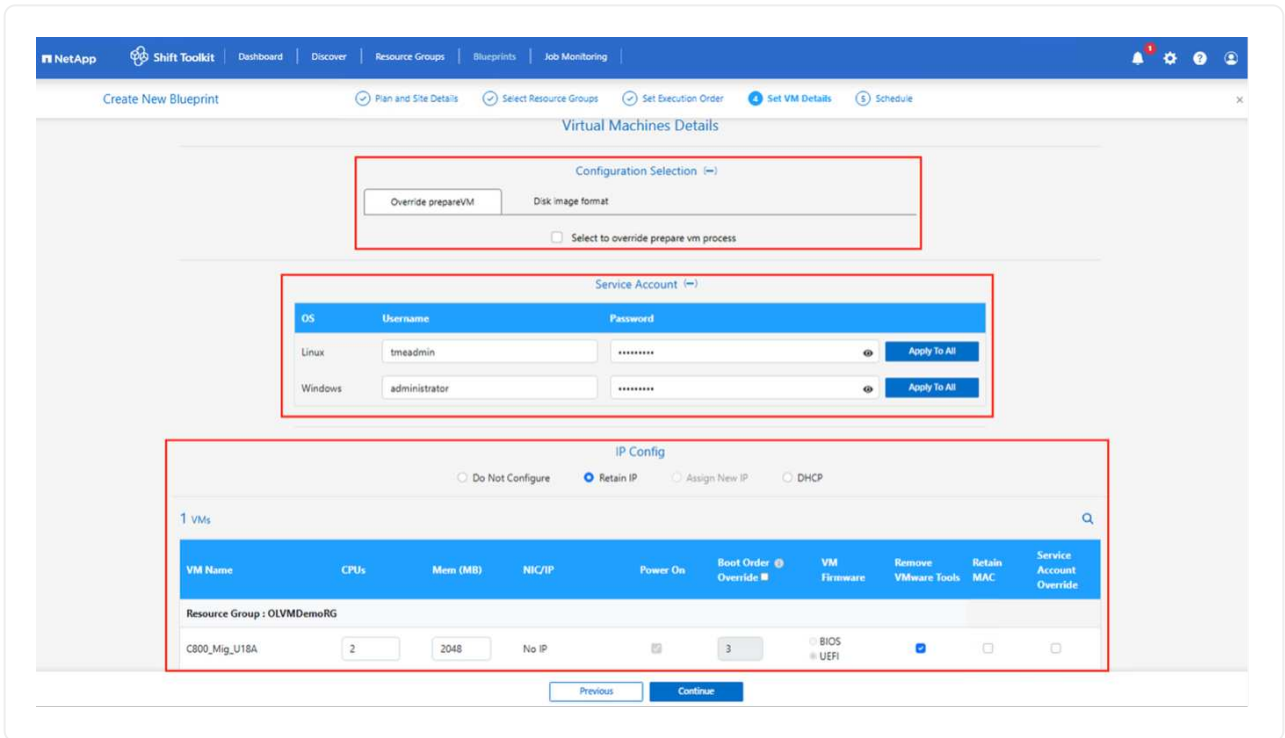 NetApp Shift Toolkit Dashboard Discover Resource Groups Blueprints Job Monitoring 1
Create New Blueprint Plan and Site Details Select Resource Groups Set Execution Order 4 Set VM Details 5 Schedule
Virtual Machines Details
Configuration Selection
Override prepareVM Disk image format
Select to override prepare vm process
Service Account
OS Username Password
Linux tmeadmin ••••••••• Apply To All
Windows administrator ••••••••• Apply To All
IP Config
Do Not Configure Retain IP Assign New IP DHCP
1 VMs
VM Name CPUs Mem (MB) NIC/IP Power On Boot Order Override VM Firmware Remove VMware Tools Retain MAC Service Account Override
Resource Group : OLVMDemoRG
C800_Mig_U18A 2 2048 No IP 3 BIOS
UEFI
Previous Continue